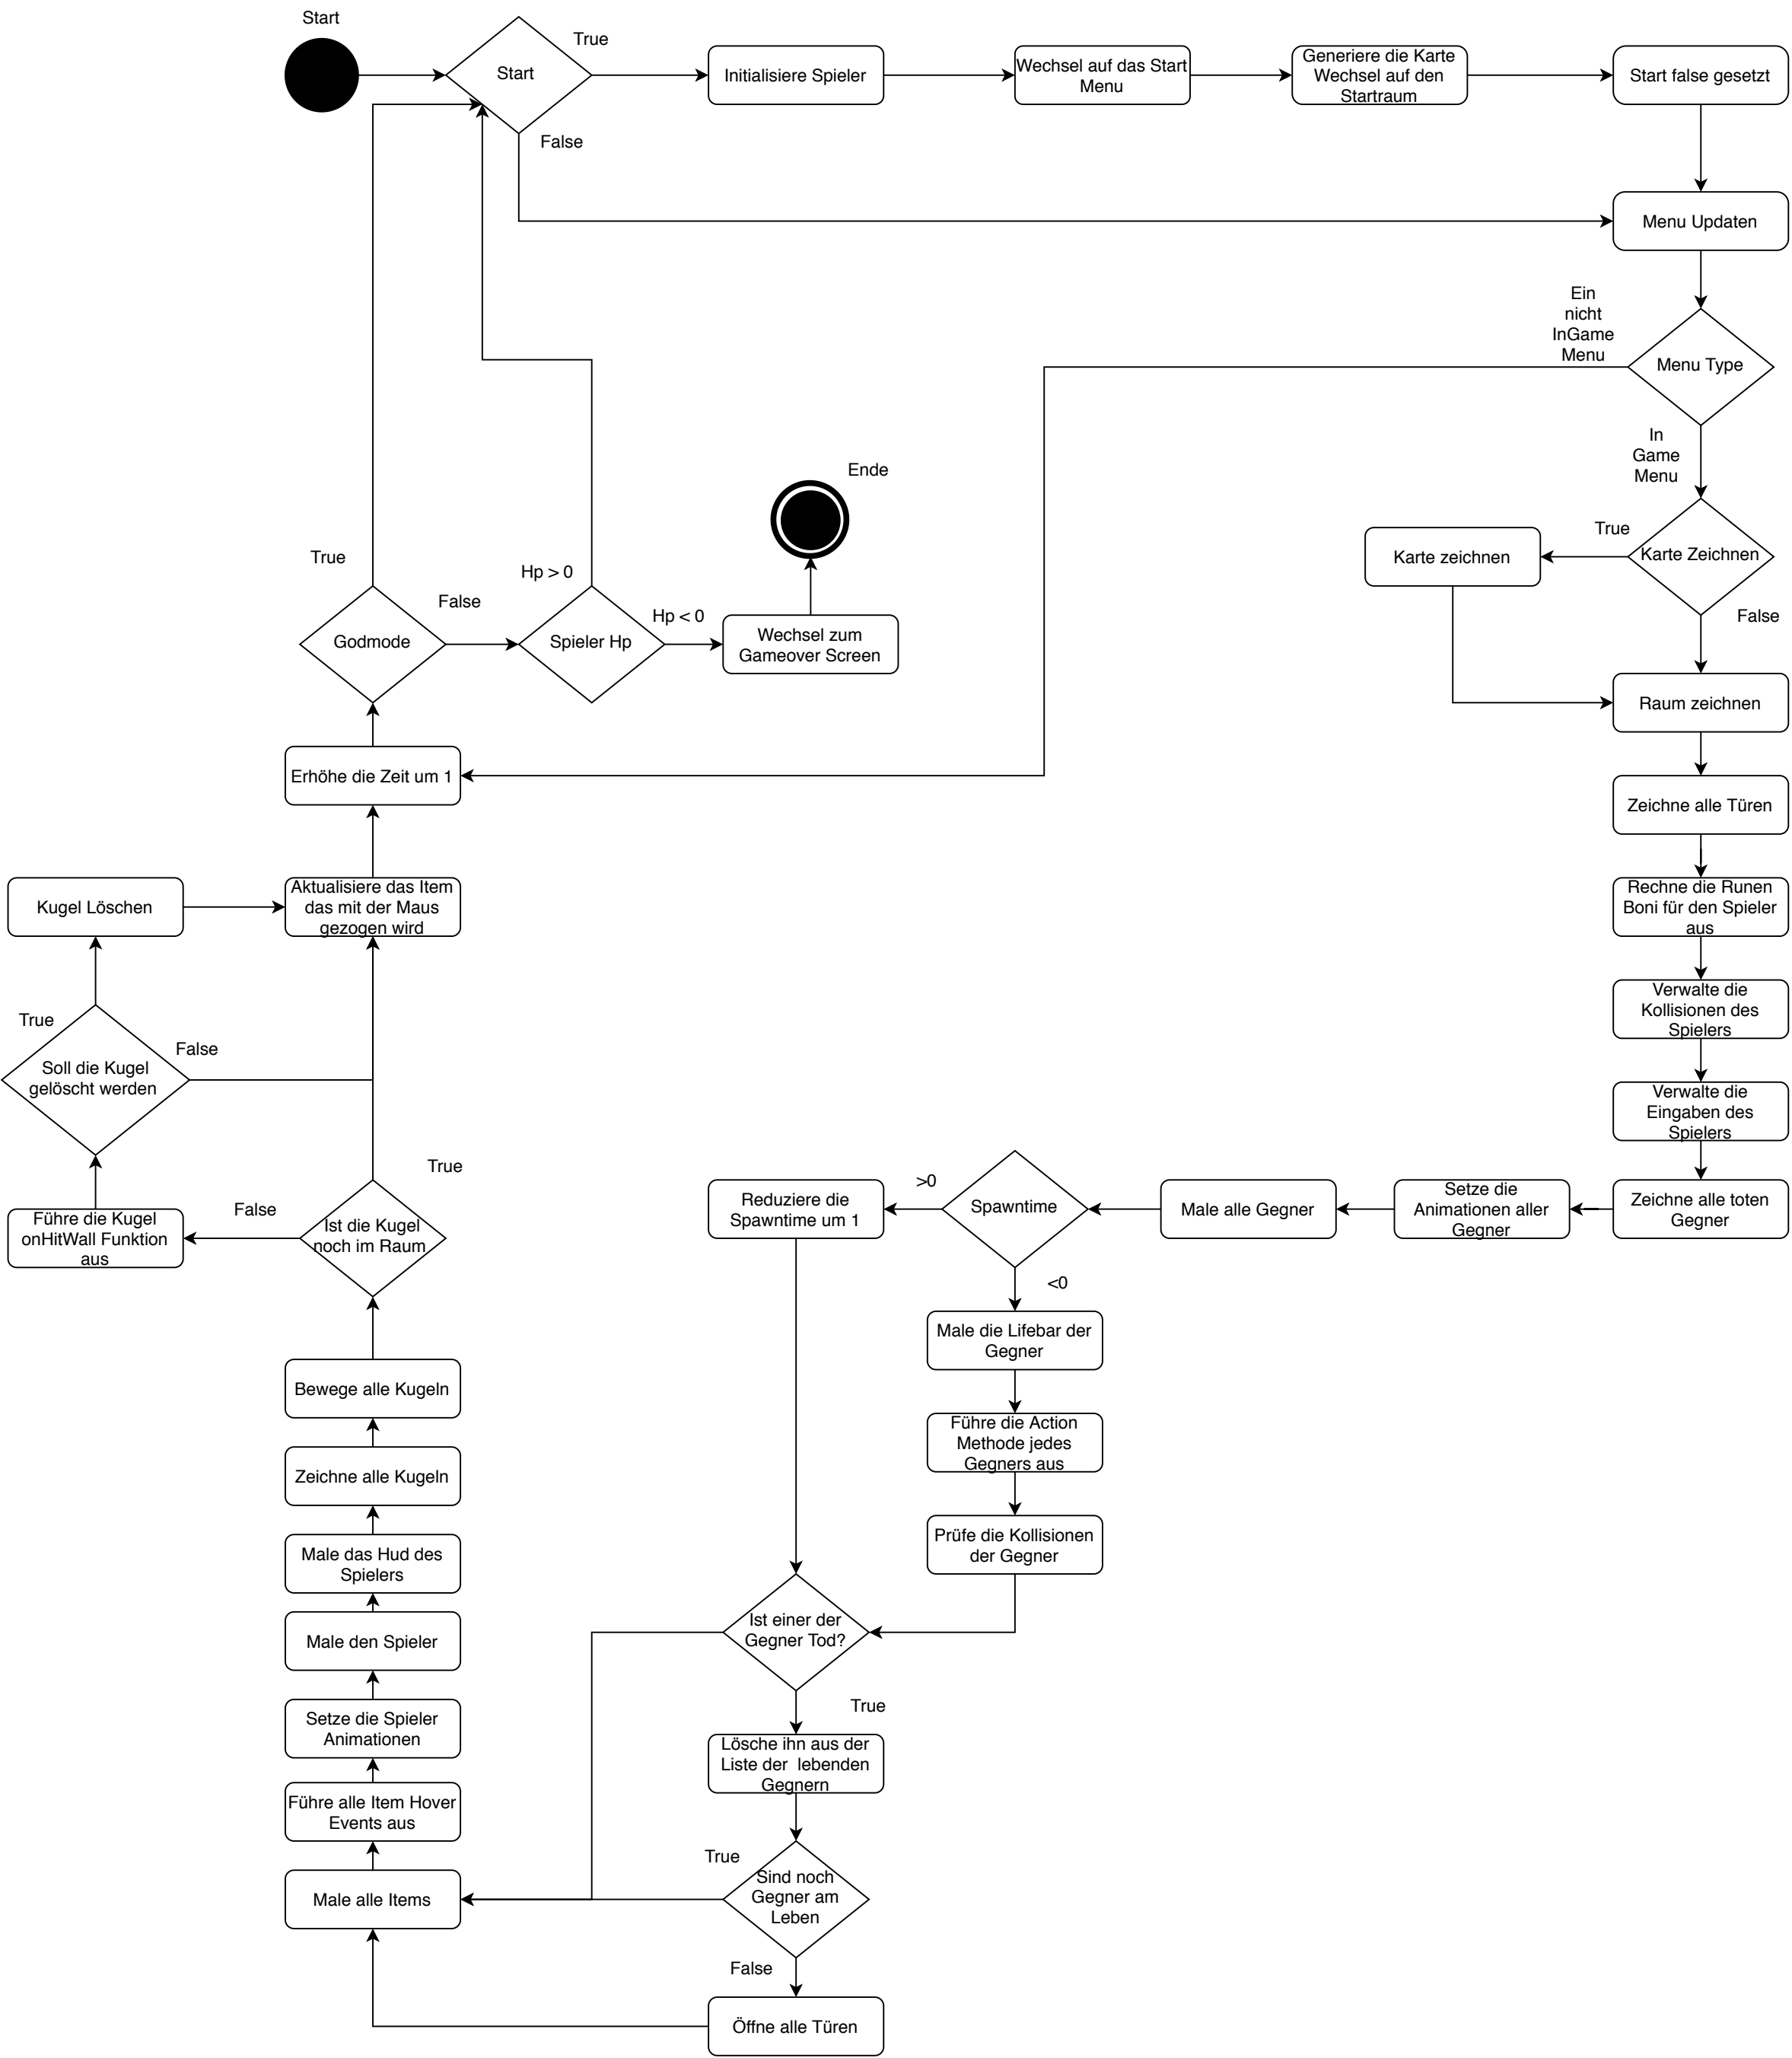 Start
Start
True
False
Initialisiere Spieler
Wechsel auf das Start
Menu
Generiere die Karte
Wechsel auf den
Startraum
Start false gesetzt
Menu Updaten
Ein
nicht
InGame
Menu
Menu Type
In
Game
Menu
Karte Zeichnen
True
False
Karte zeichnen
Raum zeichnen
Zeichne alle Türen
Rechne die Runen
Boni für den Spieler
aus
Verwalte die
Kollisionen des
Spielers
Verwalte die
Eingaben des
Spielers
Zeichne alle toten
Gegner
Setze die
Animationen aller
Gegner
Male alle Gegner
Spawntime
>0
<0
Reduziere die
Spawntime um 1
Male die Lifebar der
Gegner
Führe die Action
Methode jedes
Gegners aus
Prüfe die Kollisionen
der Gegner
Ist einer der
Gegner Tod?
True
Lösche ihn aus der
Liste der  lebenden
Gegnern
Sind noch
Gegner am
Leben
True
False
Öffne alle Türen
Male alle Items
Führe alle Item Hover
Events aus
Setze die Spieler
Animationen
Male den Spieler
Male das Hud des
Spielers
Zeichne alle Kugeln
Bewege alle Kugeln
Ist die Kugel
noch im Raum
True
False
Führe die Kugel
onHitWall Funktion
aus
Soll die Kugel
gelöscht werden
True
False
Kugel Löschen
Aktualisiere das Item
das mit der Maus
gezogen wird
Erhöhe die Zeit um 1
Godmode
True
False
Spieler Hp
Hp > 0
Hp < 0
Wechsel zum
Gameover Screen
Ende